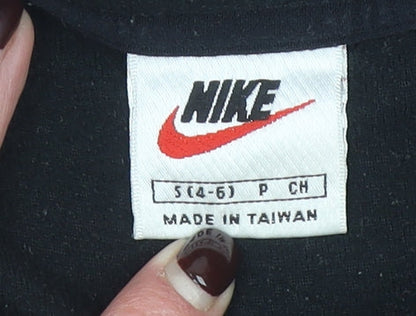 NIKE
S(4-6) P CH
MADE IN TAIWAN